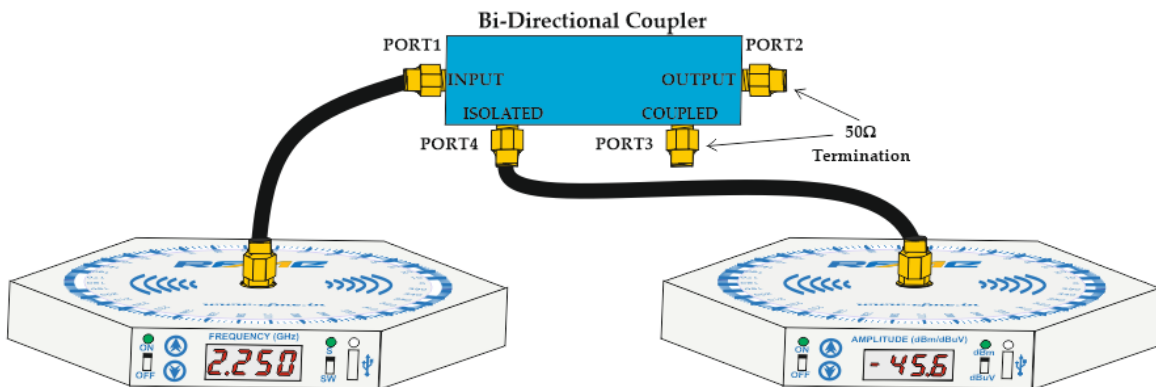 Bi-Directional Coupler
PORT1
PORT2
INPUT
OUTPUT
ISOLATED
COUPLED
PORT4
PORT3
50Ω
Termination
ON
OFF
FREQUENCY (GHz)
2.250
S
SW
ON
OFF
AMPLITUDE (dBm/dBuV)
- 45.6
dBm
dBuV